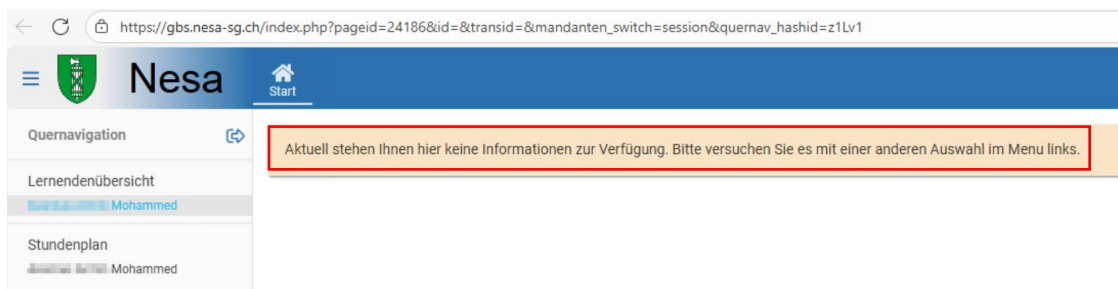 https://gbs.nesa-sg.ch/index.php?pageid=24186&id=&transid=&mandanten_switch=session&quernav_hashid=z1Lv1
Nesa
Start
Quernavigation
Aktuell stehen Ihnen hier keine Informationen zur Verfügung. Bitte versuchen Sie es mit einer anderen Auswahl im Menu links.
Lernendenübersicht
Mohammed
Stundenplan
Mohammed